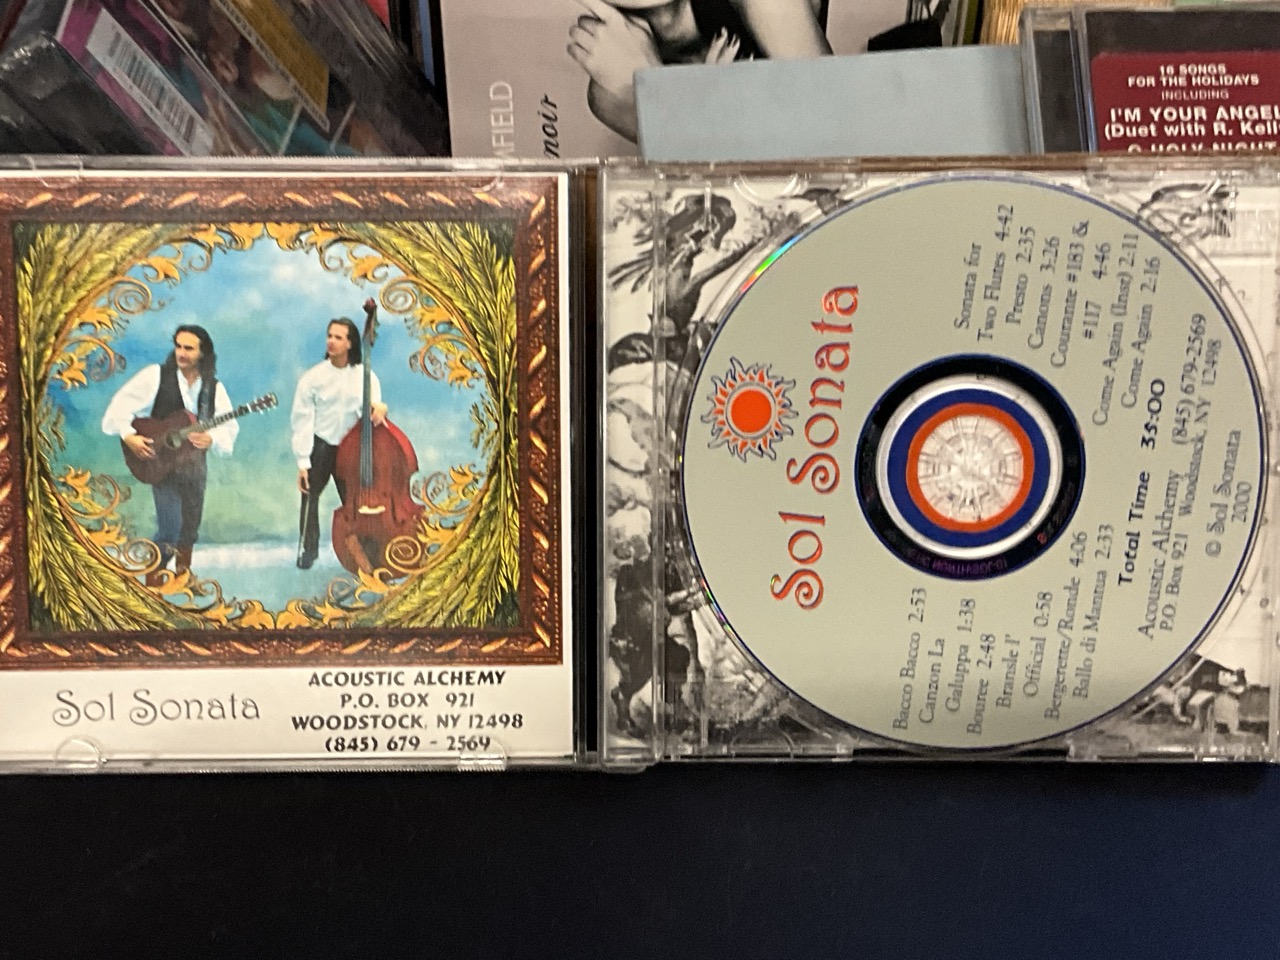 MFIELD
noir
16 SONGS
FOR THE HOLIDAYS
INCLUDING
I'M YOUR ANGEL
(Duet with R. Kell
O HOLY NIGHT
Sol Sonata
ACOUSTIC ALCHEMY
P.O. BOX 921
WOODSTOCK, NY 12498
(845) 679 - 2569
Sol Sonata
Bacco Bacco 2:53
Canzon La
Galuppa 1:38
Bouree 2:48
Bransle l'
Official 0:58
Bergerette/Ronde 4:06
Ballo di Mantua 2:33
Sonata for
Two Flutes 4:42
Presto 2:35
Canons 3:26
Courante #183 &
#117 4:46
Come Again (Inst) 2:11
Come Again 2:16
Total Time 35:00
Acoustic Alchemy (845) 679-2569
P.O. Box 921 Woodstock, NY 12498
© Sol Sonata
2000